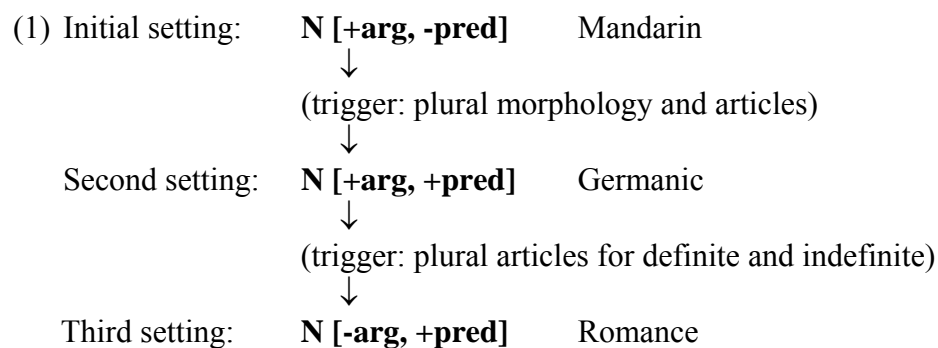 (1) Initial setting: N [+arg, -pred] Mandarin
↓
(trigger: plural morphology and articles)
↓
Second setting: N [+arg, +pred] Germanic
↓
(trigger: plural articles for definite and indefinite)
↓
Third setting: N [-arg, +pred] Romance